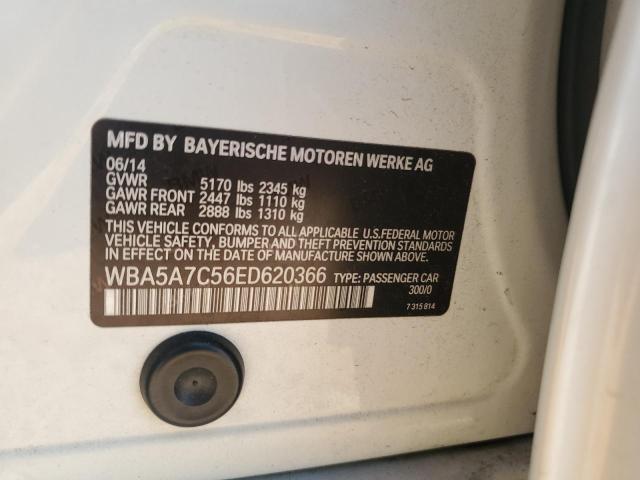 MFD BY BAYERISCHE MOTOREN WERKE AG
06/14
GVWR 5170 lbs 2345 kg
GAWR FRONT 2447 lbs 1110 kg
GAWR REAR 2888 lbs 1310 kg
THIS VEHICLE CONFORMS TO ALL APPLICABLE U.S.FEDERAL MOTOR
VEHICLE SAFETY, BUMPER AND THEFT PREVENTION STANDARDS
IN EFFECT ON THE DATE OF MANUFACTURE SHOWN ABOVE.
WBA5A7C56ED620366 TYPE: PASSENGER CAR
300/0
7 315 814